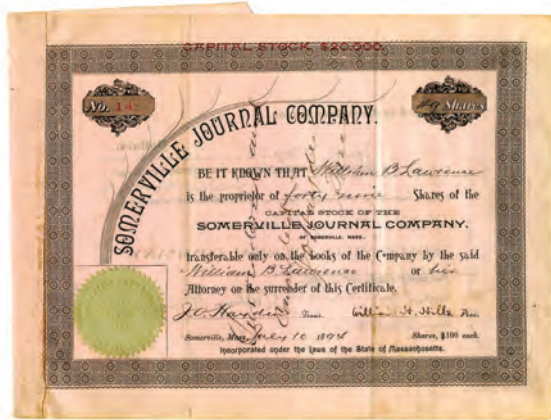 CAPITAL STOCK $20,000.
No. 14
49 Shares
SOMERVILLE JOURNAL COMPANY.
BE IT KNOWN THAT William B Lawrence
is the proprietor of forty nine Shares of the
CAPITAL STOCK OF THE
SOMERVILLE JOURNAL COMPANY,
OF SOMERVILLE, MASS.,
transferable only on the books of the Company by the said
William B Lawrence or his
Attorney on the surrender of this Certificate.
J.O. Hayden Treas. William H. Hills Pres.
Somerville, Mass. July 10 1894 Shares, $100 each.
Incorporated under the Laws of the State of Massachusetts.